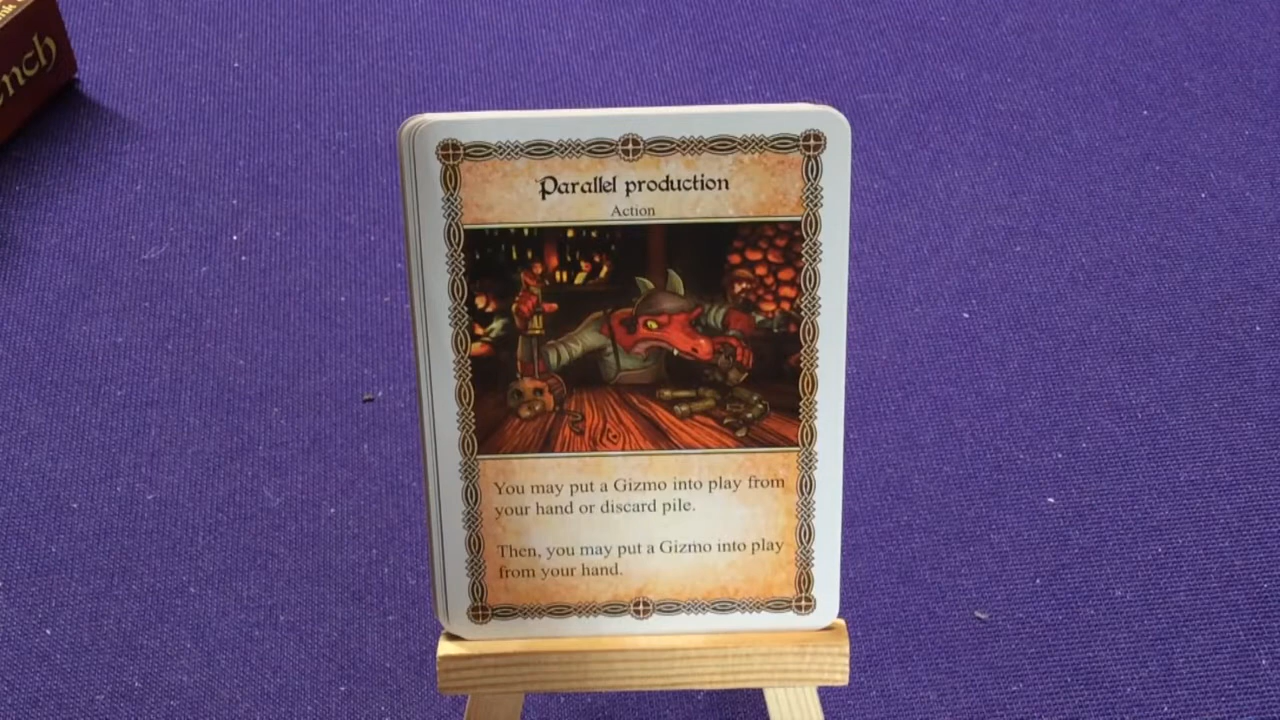 Parallel production
Action
You may put a Gizmo into play from
your hand or discard pile.
Then, you may put a Gizmo into play
from your hand.